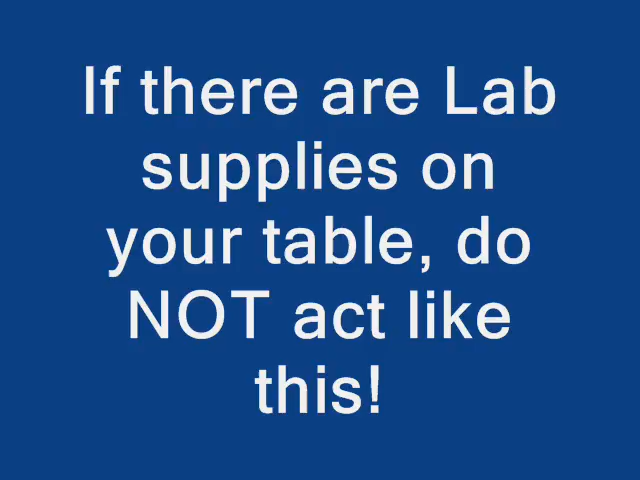 If there are Lab
supplies on
your table, do
NOT act like
this!